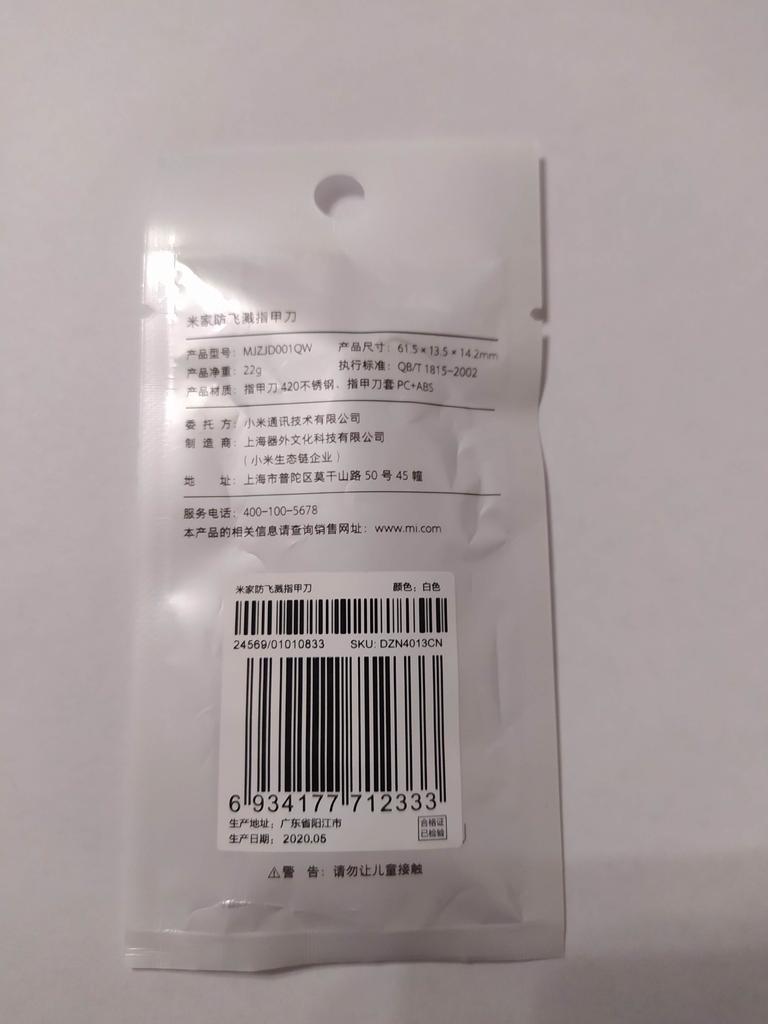 米家防飞溅指甲刀
产品型号：MJZJD001QW 产品尺寸：61.5×13.5×14.2mm
产品净重：22g 执行标准：QB/T 1815-2002
产品材质：指甲刀 420不锈钢、指甲刀套 PC+ABS
委托方：小米通讯技术有限公司
制造商：上海器外文化科技有限公司
（小米生态链企业）
地 址：上海市普陀区莫干山路 50 号 45 幢
服务电话：400-100-5678
本产品的相关信息请查询销售网址：www.mi.com
米家防飞溅指甲刀 颜色：白色
24569/01010833 SKU: DZN4013CN
6 934177 712333
生产地址：广东省阳江市
生产日期：2020.05
合格证
已检验
⚠警 告：请勿让儿童接触